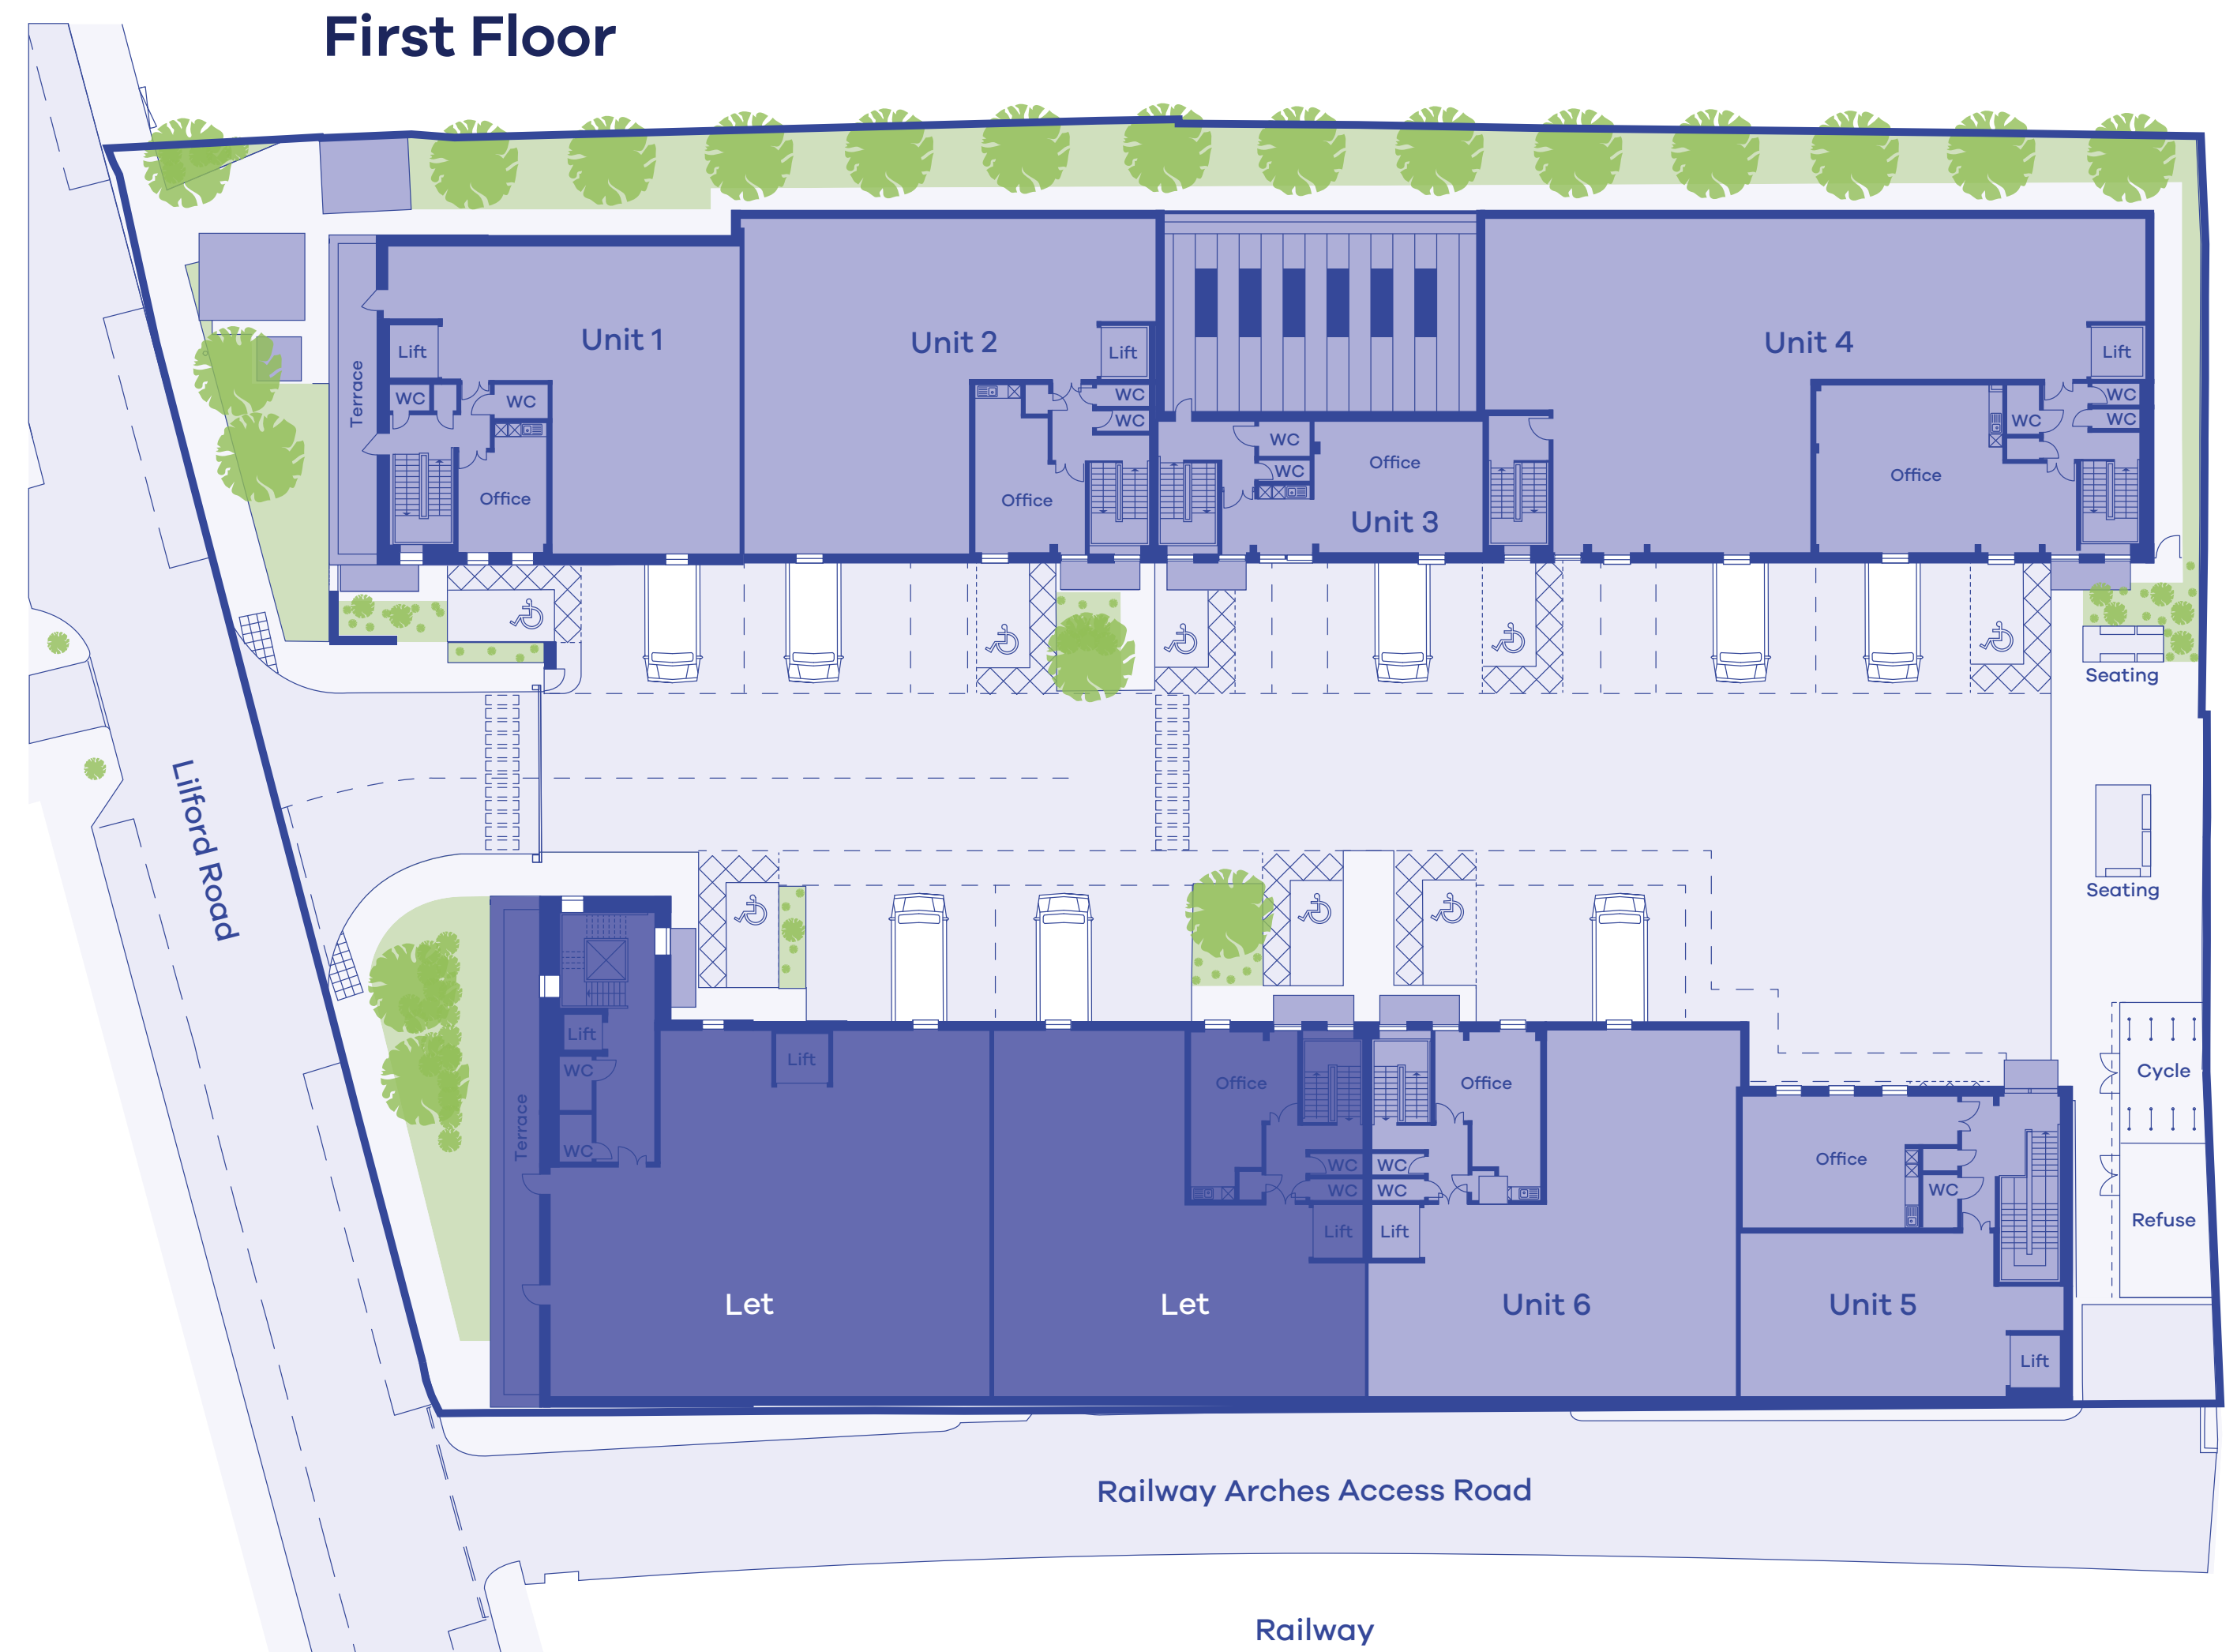 First Floor
Unit 1
Lift
WC
WC
Office
Terrace
Unit 2
Lift
WC
WC
Office
WC
WC
Office
Unit 3
Unit 4
Lift
WC
WC
WC
Office
Seating
Seating
Lilford Road
Lift
WC
WC
Terrace
Lift
Let
Office
WC
WC
Lift
Let
Office
WC
WC
Lift
Unit 6
Office
WC
Unit 5
Lift
Cycle
Refuse
Railway Arches Access Road
Railway